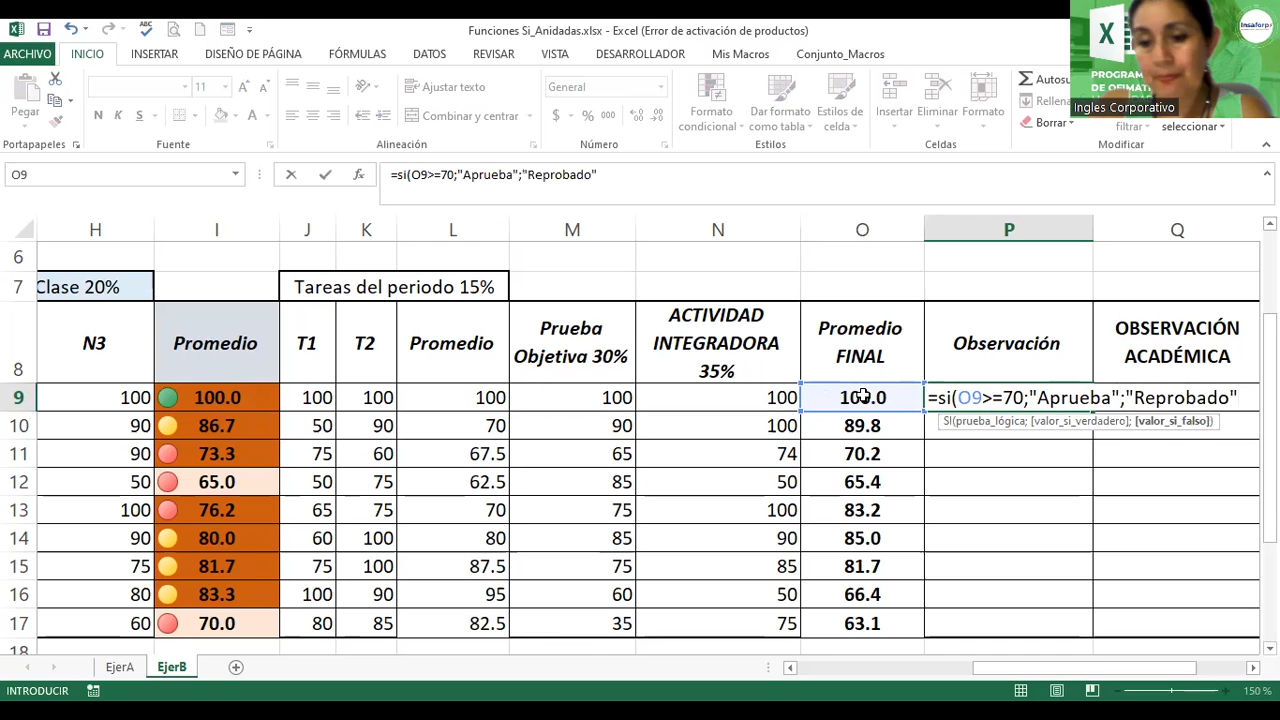 Funciones Si_Anidadas.xlsx - Excel (Error de activación de productos)
ARCHIVO INICIO INSERTAR DISEÑO DE PÁGINA FÓRMULAS DATOS REVISAR VISTA DESARROLLADOR Mis Macros Conjunto_Macros
Insaforp
PROGRAM
DE OFIMÁTIC
Ingles Corporativo
Pegar
11
N K S
Ajustar texto
Combinar y centrar
General
$ % 000
Formato condicional
Dar formato como tabla
Estilos de celda
Insertar Eliminar Formato
Autosu
Rellena
Borrar
filtrar
seleccionar
Portapapeles Fuente Alineación Número Estilos Celdas Modificar
O9 fx =si(O9>=70;"Aprueba";"Reprobado"
H I J K L M N O P Q
6
7 Clase 20% Tareas del periodo 15%
8 N3 Promedio T1 T2 Promedio Prueba Objetiva 30% ACTIVIDAD INTEGRADORA 35% Promedio FINAL Observación OBSERVACIÓN ACADÉMICA
9 100 100.0 100 100 100 100 100 100.0 =si(O9>=70;"Aprueba";"Reprobado"
SI(prueba_lógica; [valor_si_verdadero]; [valor_si_falso])
10 90 86.7 50 90 70 90 100 89.8
11 90 73.3 75 60 67.5 65 74 70.2
12 50 65.0 50 75 62.5 85 50 65.4
13 100 76.2 65 75 70 75 100 83.2
14 90 80.0 60 100 80 85 90 85.0
15 75 81.7 75 100 87.5 75 85 81.7
16 80 83.3 100 90 95 60 50 66.4
17 60 70.0 80 85 82.5 35 75 63.1
18
EjerA EjerB
INTRODUCIR
150 %